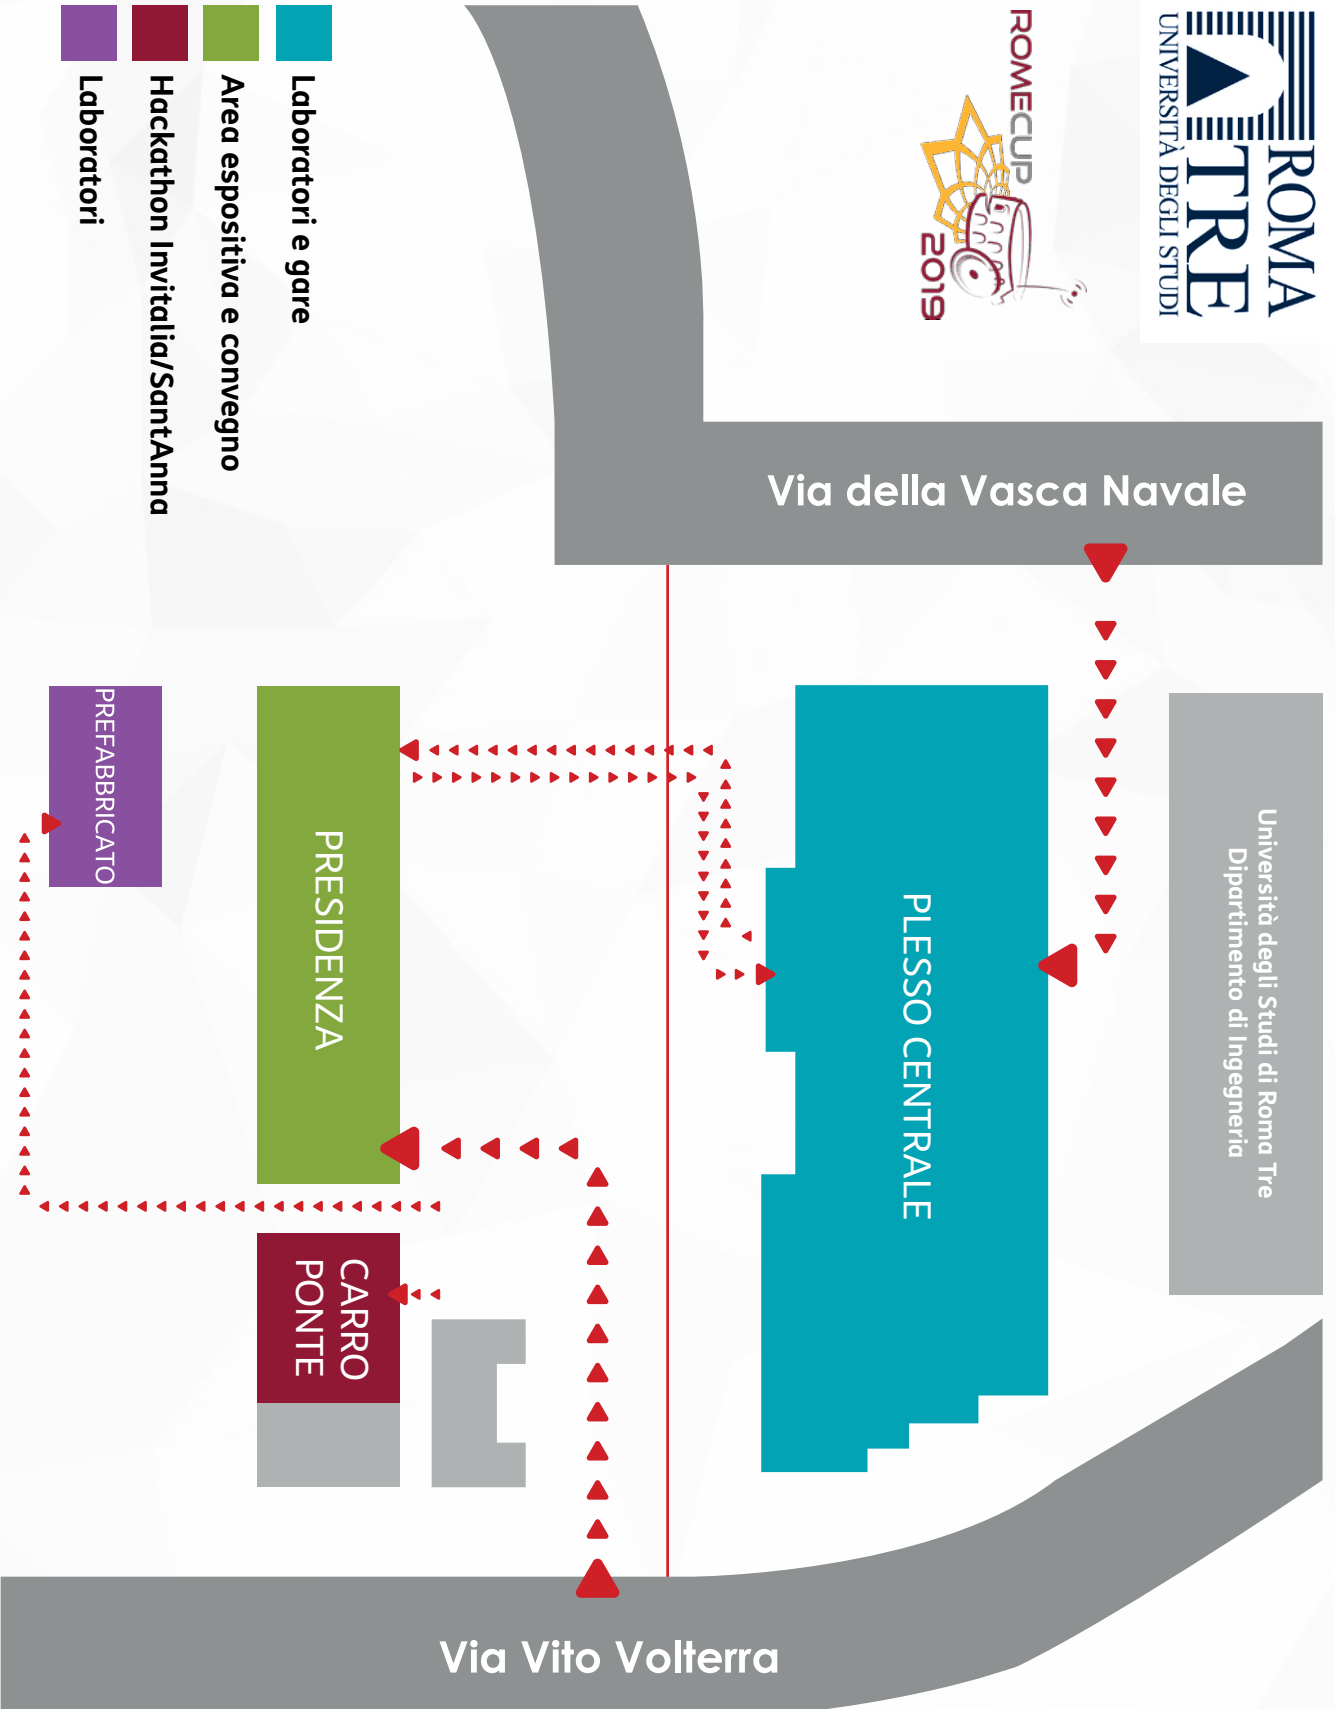 ROMA
TRE
UNIVERSITÀ DEGLI STUDI
ROMECUP
2019
Laboratori e gare
Area espositiva e convegno
Hackathon Invitalia/SantAnna
Laboratori
Via della Vasca Navale
Università degli Studi di Roma Tre
Dipartimento di Ingegneria
PLESSO CENTRALE
PRESIDENZA
PREFABBRICATO
CARRO
PONTE
Via Vito Volterra